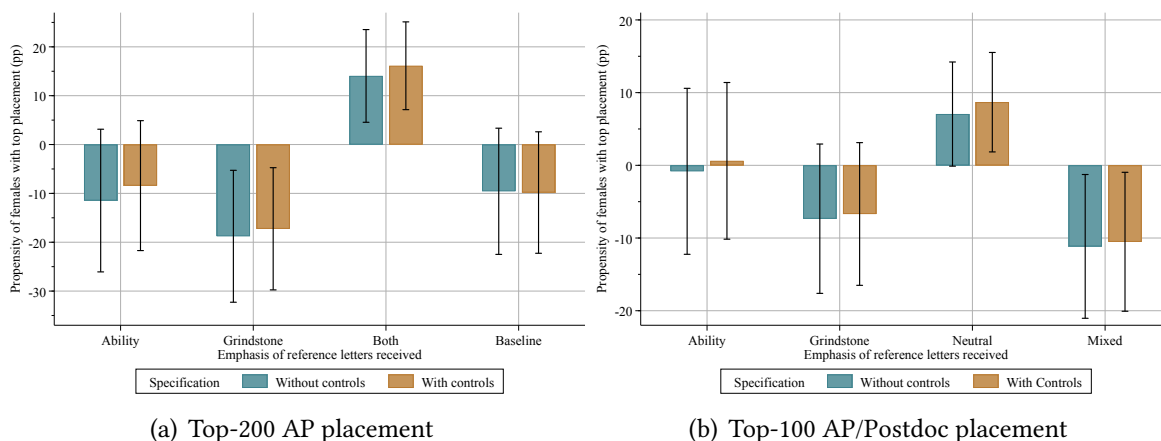 Propensity of females with top placement (pp)
20
10
0
-10
-20
-30
Ability Grindstone Both Baseline
Emphasis of reference letters received
Specification Without controls With controls
(a) Top-200 AP placement
Propensity of females with top placement (pp)
20
10
0
-10
-20
Ability Grindstone Neutral Mixed
Emphasis of reference letters received
Specification Without controls With Controls
(b) Top-100 AP/Postdoc placement